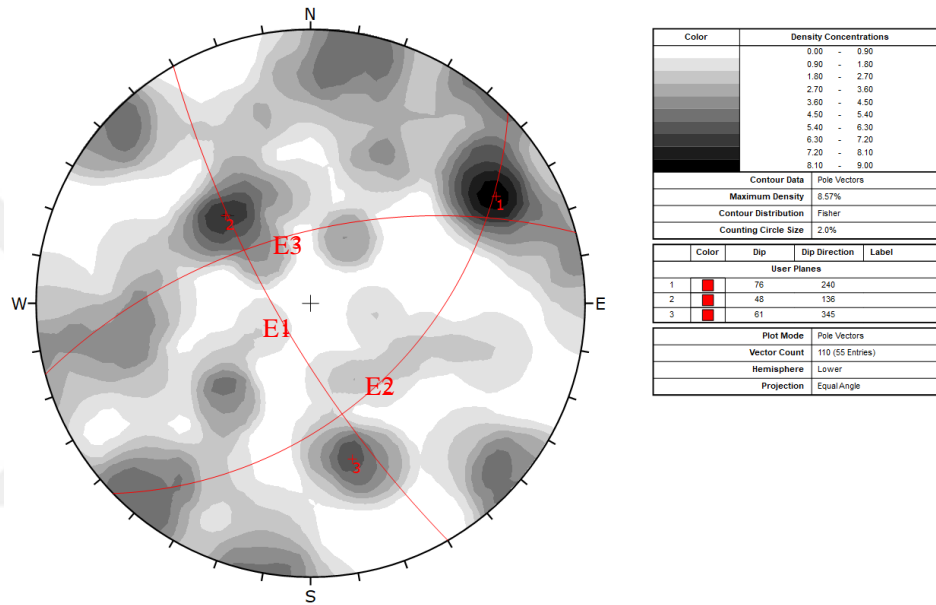 N
W
E
S
1
2
3
E1
E2
E3
Color Density Concentrations
0.00 - 0.90
0.90 - 1.80
1.80 - 2.70
2.70 - 3.60
3.60 - 4.50
4.50 - 5.40
5.40 - 6.30
6.30 - 7.20
7.20 - 8.10
8.10 - 9.00
Contour Data Pole Vectors
Maximum Density 8.57%
Contour Distribution Fisher
Counting Circle Size 2.0%
Color Dip Dip Direction Label
User Planes
1 76 240
2 48 136
3 61 345
Plot Mode Pole Vectors
Vector Count 110 (55 Entries)
Hemisphere Lower
Projection Equal Angle